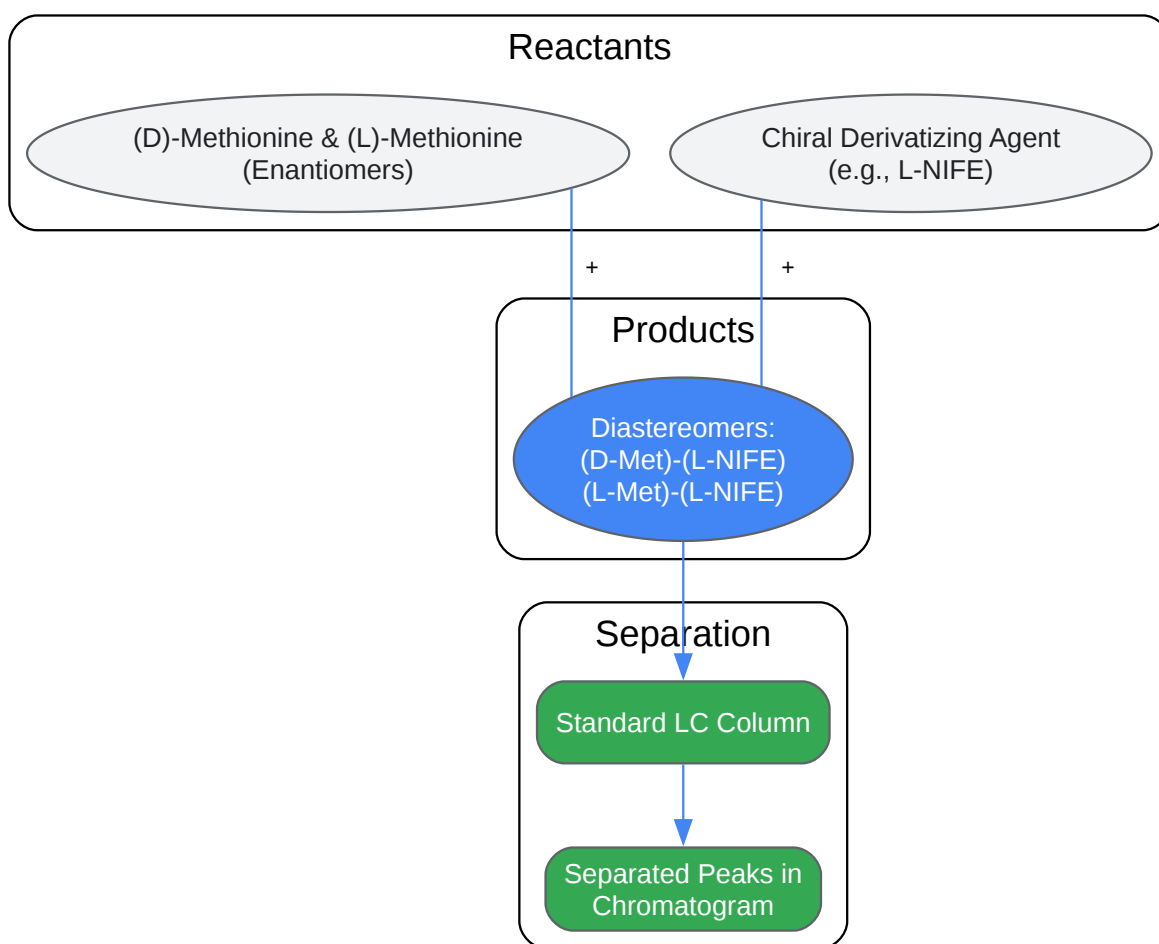 Reactants
(D)-Methionine & (L)-Methionine
(Enantiomers)
Chiral Derivatizing Agent
(e.g., L-NIFE)
+
+
Products
Diastereomers:
(D-Met)-(L-NIFE)
(L-Met)-(L-NIFE)
Separation
Standard LC Column
Separated Peaks in
Chromatogram